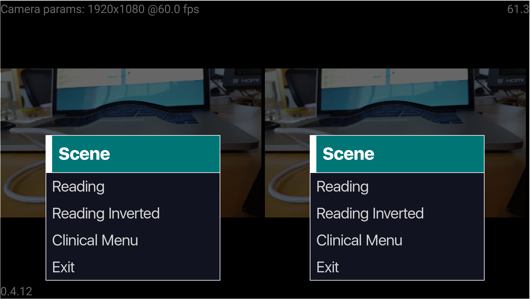 Camera params: 1920x1080 @60.0 fps
61.3
Scene
Reading
Reading Inverted
Clinical Menu
Exit
Scene
Reading
Reading Inverted
Clinical Menu
Exit
0.4.12